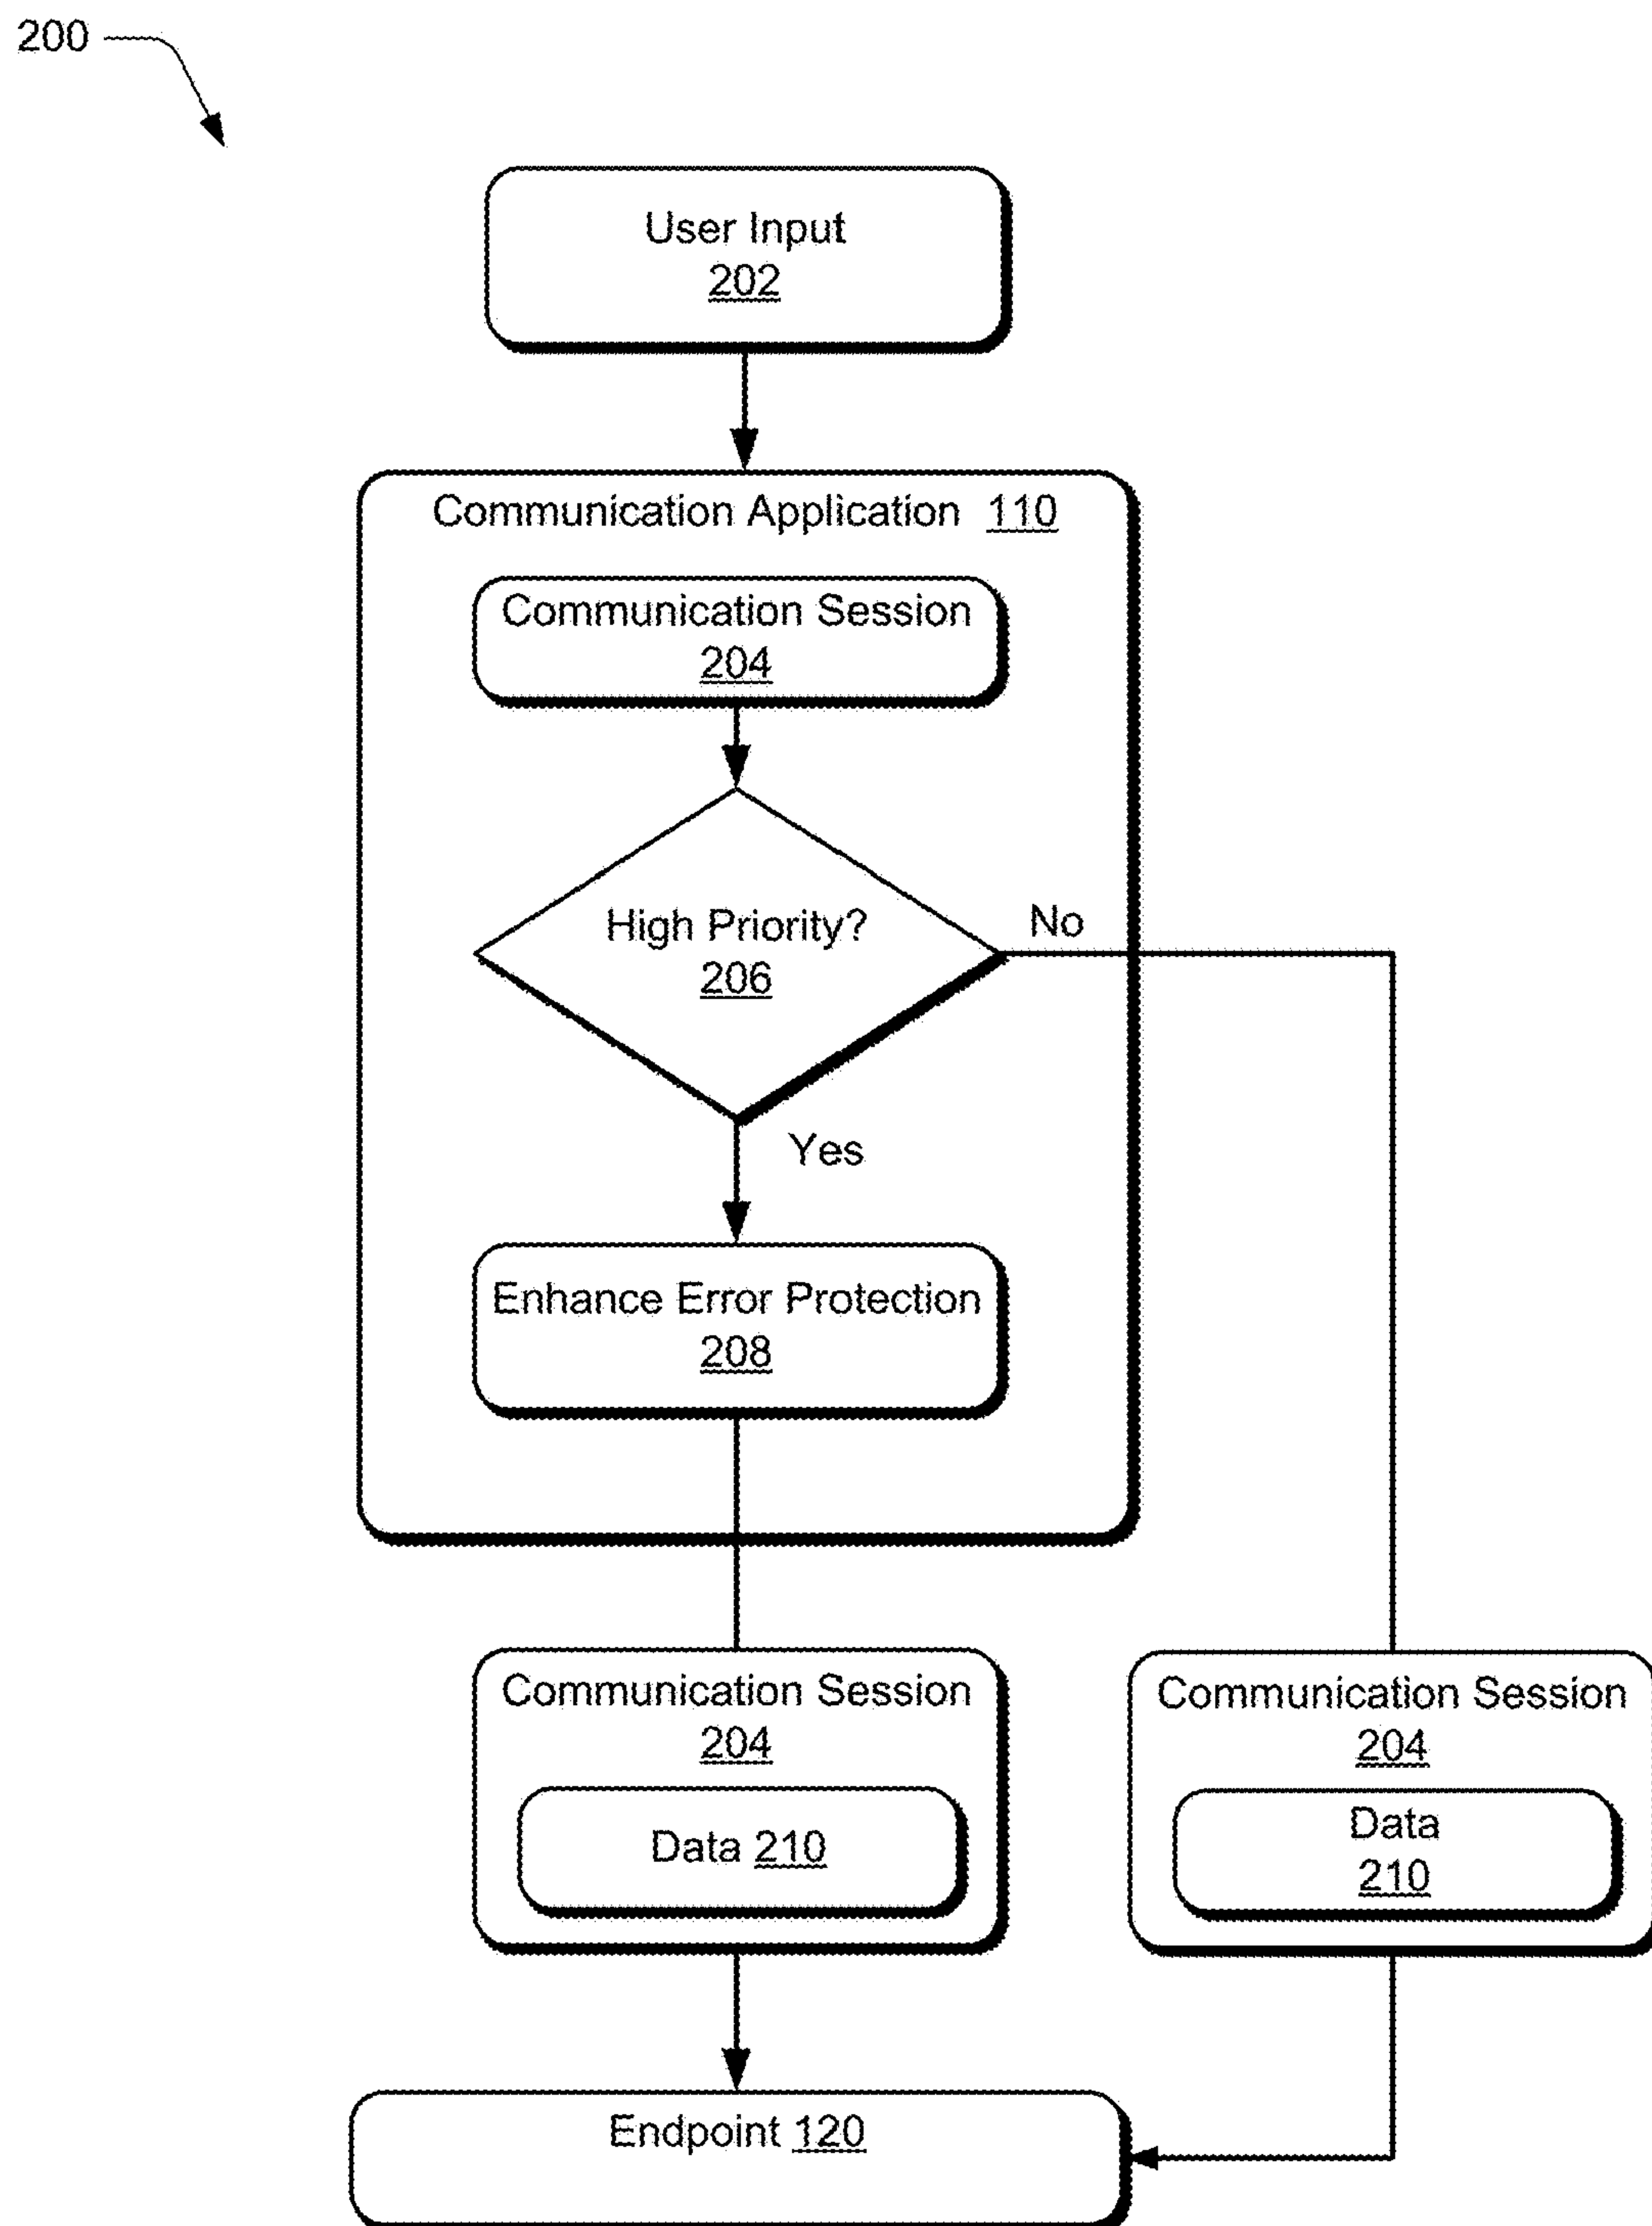 200
User Input
202
Communication Application 110
Communication Session
204
High Priority?
206
No
Yes
Enhance Error Protection
208
Communication Session
204
Data 210
Communication Session
204
Data
210
Endpoint 120